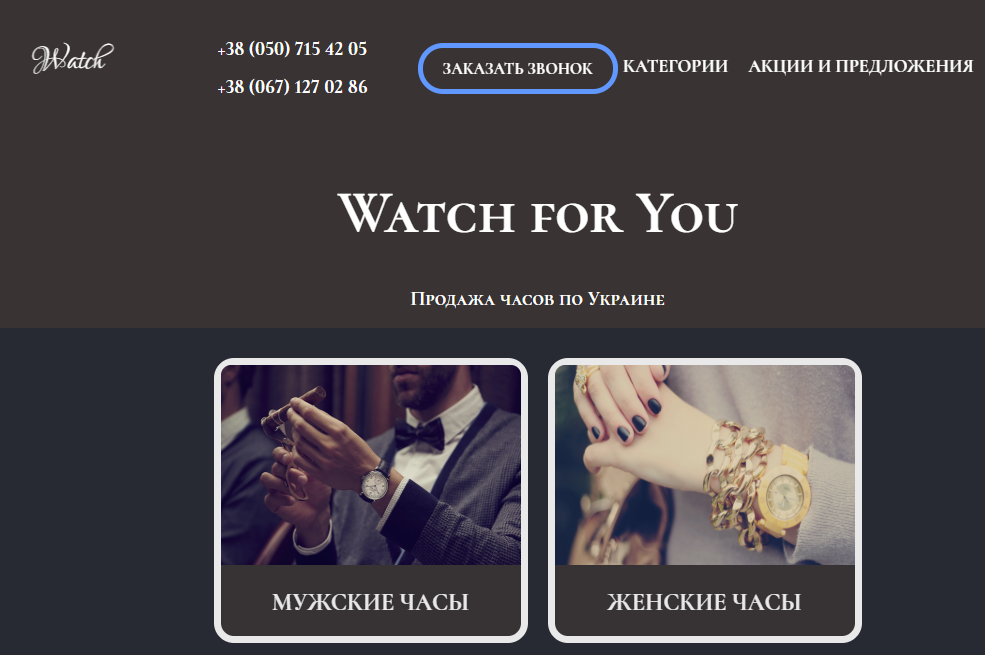 Watch
+38 (050) 715 42 05
+38 (067) 127 02 86
ЗАКАЗАТЬ ЗВОНОК
КАТЕГОРИИ
АКЦИИ И ПРЕДЛОЖЕНИЯ
Watch for You
Продажа часов по Украине
МУЖСКИЕ ЧАСЫ
ЖЕНСКИЕ ЧАСЫ